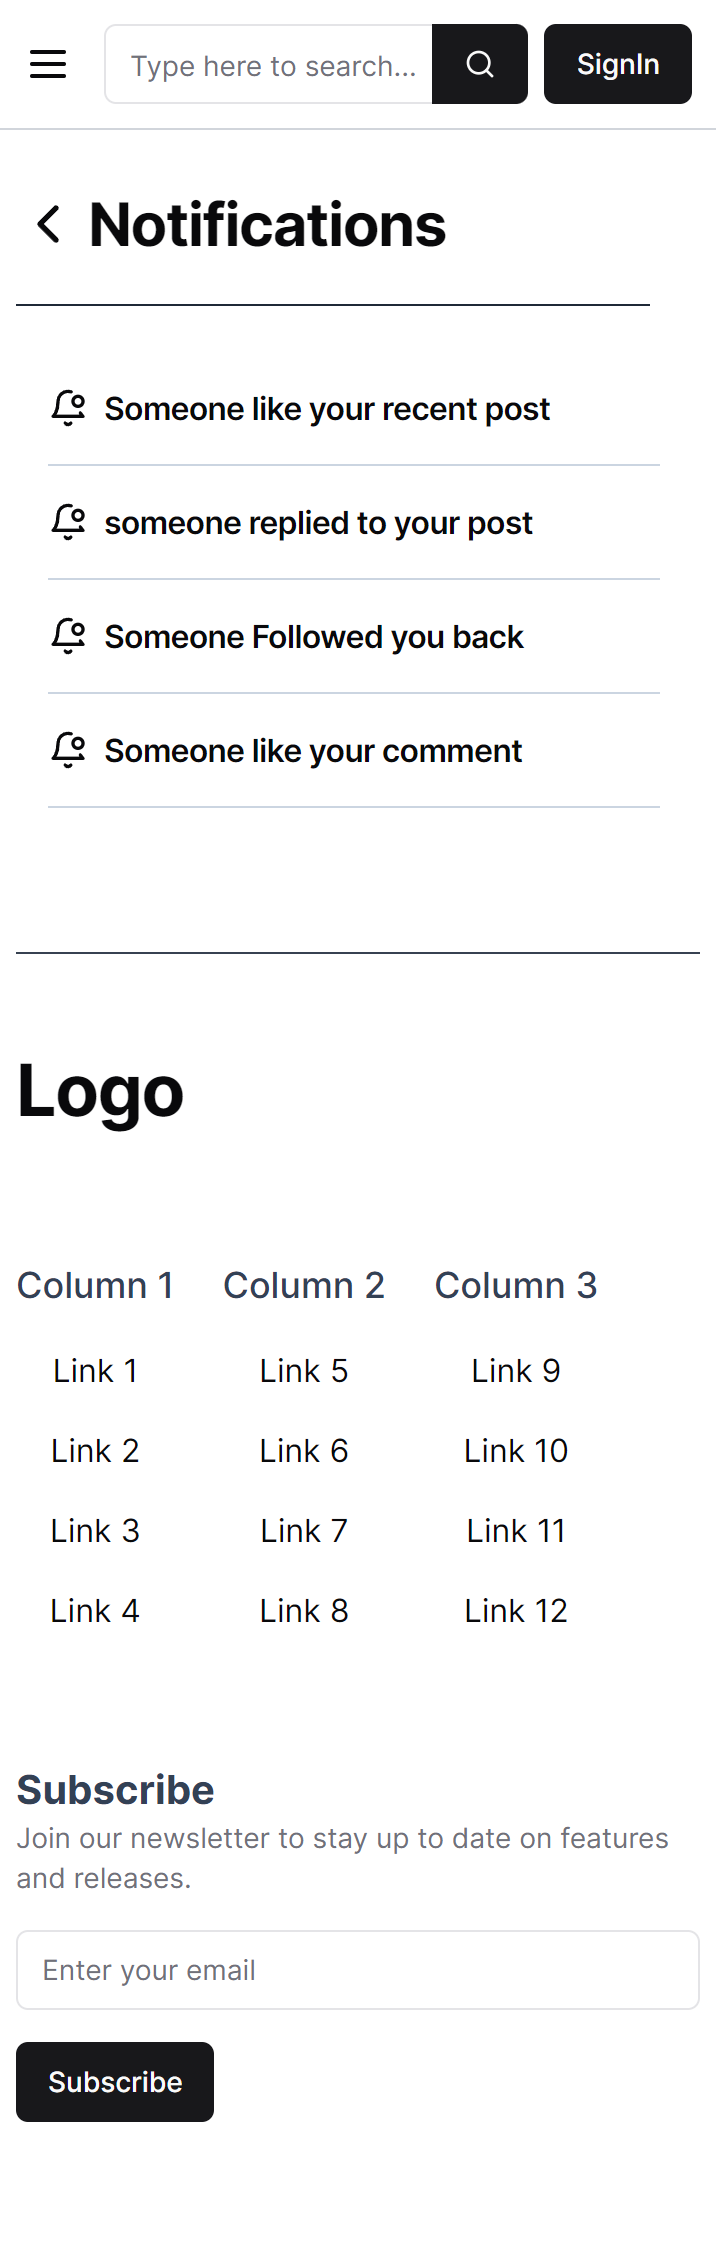 Type here to search...
SignIn
Notifications
Someone like your recent post
someone replied to your post
Someone Followed you back
Someone like your comment
Logo
Column 1 Column 2 Column 3
Link 1 Link 5 Link 9
Link 2 Link 6 Link 10
Link 3 Link 7 Link 11
Link 4 Link 8 Link 12
Subscribe
Join our newsletter to stay up to date on features
and releases.
Enter your email
Subscribe